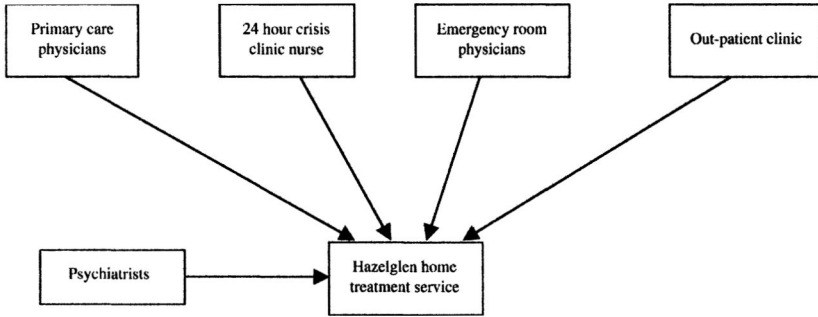 Primary care
physicians
24 hour crisis
clinic nurse
Emergency room
physicians
Out-patient clinic
Psychiatrists
Hazelglen home
treatment service